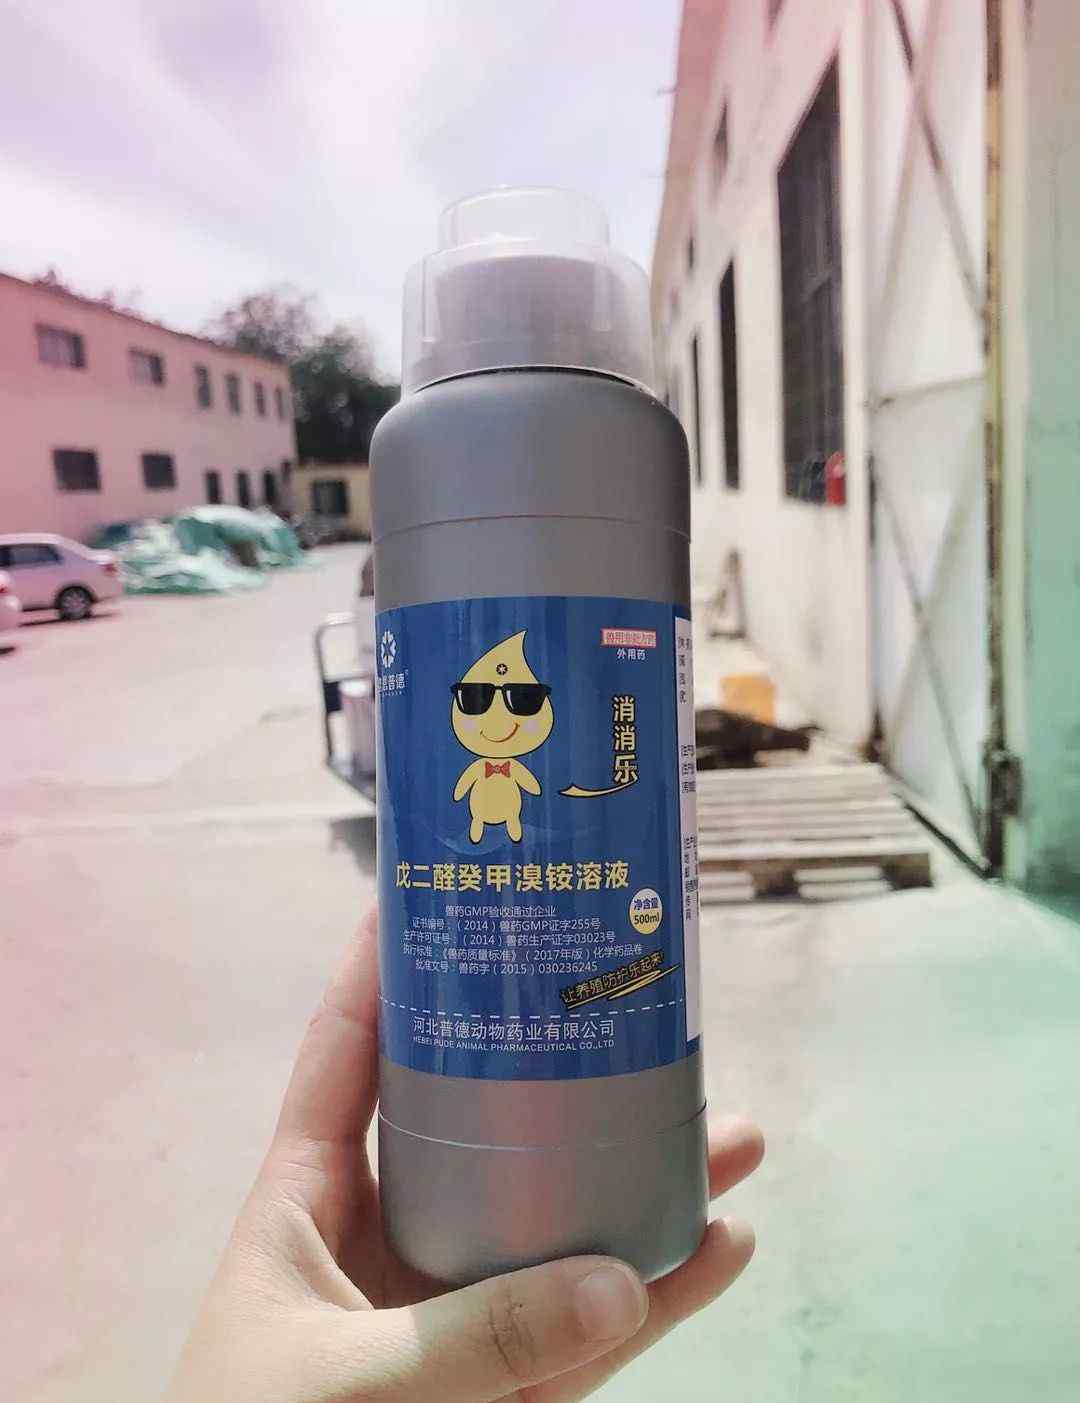 兽用非处方药
外用药
普德
消消乐
戊二醛癸甲溴铵溶液
净含量
500ml
兽药GMP验收通过企业
证书编号：（2014）兽药GMP证字255号
生产许可证号：（2014）兽药生产证字03023号
执行标准：《兽药质量标准》（2017年版）化学药品卷
批准文号：兽药字（2015）030236245
让养殖防护乐起来!
河北普德动物药业有限公司
HEBEI PUDE ANIMAL PHARMACEUTICAL CO.,LTD